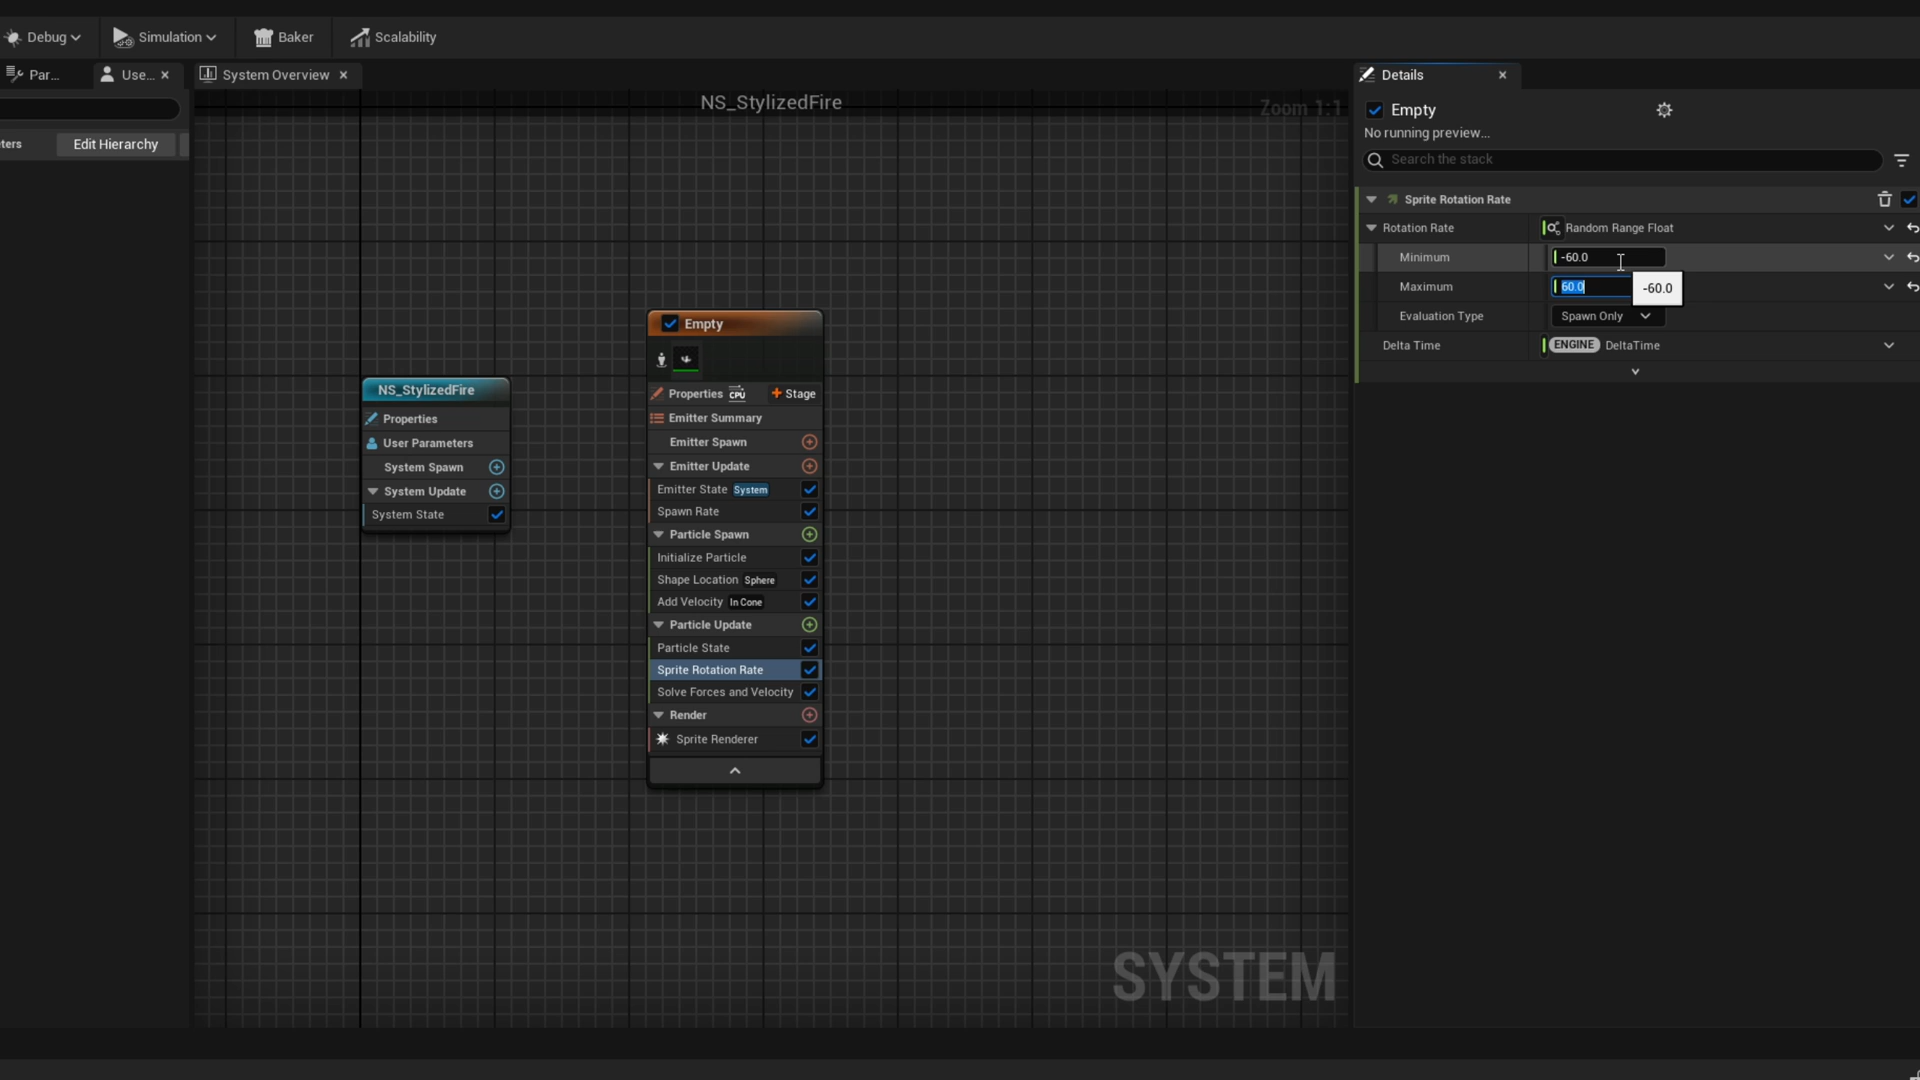 Debug
Simulation
Baker
Scalability
Par...
Use...
System Overview
Details
NS_StylizedFire
Zoom 1:1
Empty
No running preview...
Search the stack
ters
Edit Hierarchy
Sprite Rotation Rate
Rotation Rate
Random Range Float
Minimum
-60.0
Maximum
60.0
-60.0
Evaluation Type
Spawn Only
Delta Time
ENGINE DeltaTime
NS_StylizedFire
Properties
User Parameters
System Spawn
System Update
System State
Empty
Properties
CPU
Stage
Emitter Summary
Emitter Spawn
Emitter Update
Emitter State System
Spawn Rate
Particle Spawn
Initialize Particle
Shape Location Sphere
Add Velocity In Cone
Particle Update
Particle State
Sprite Rotation Rate
Solve Forces and Velocity
Render
Sprite Renderer
SYSTEM